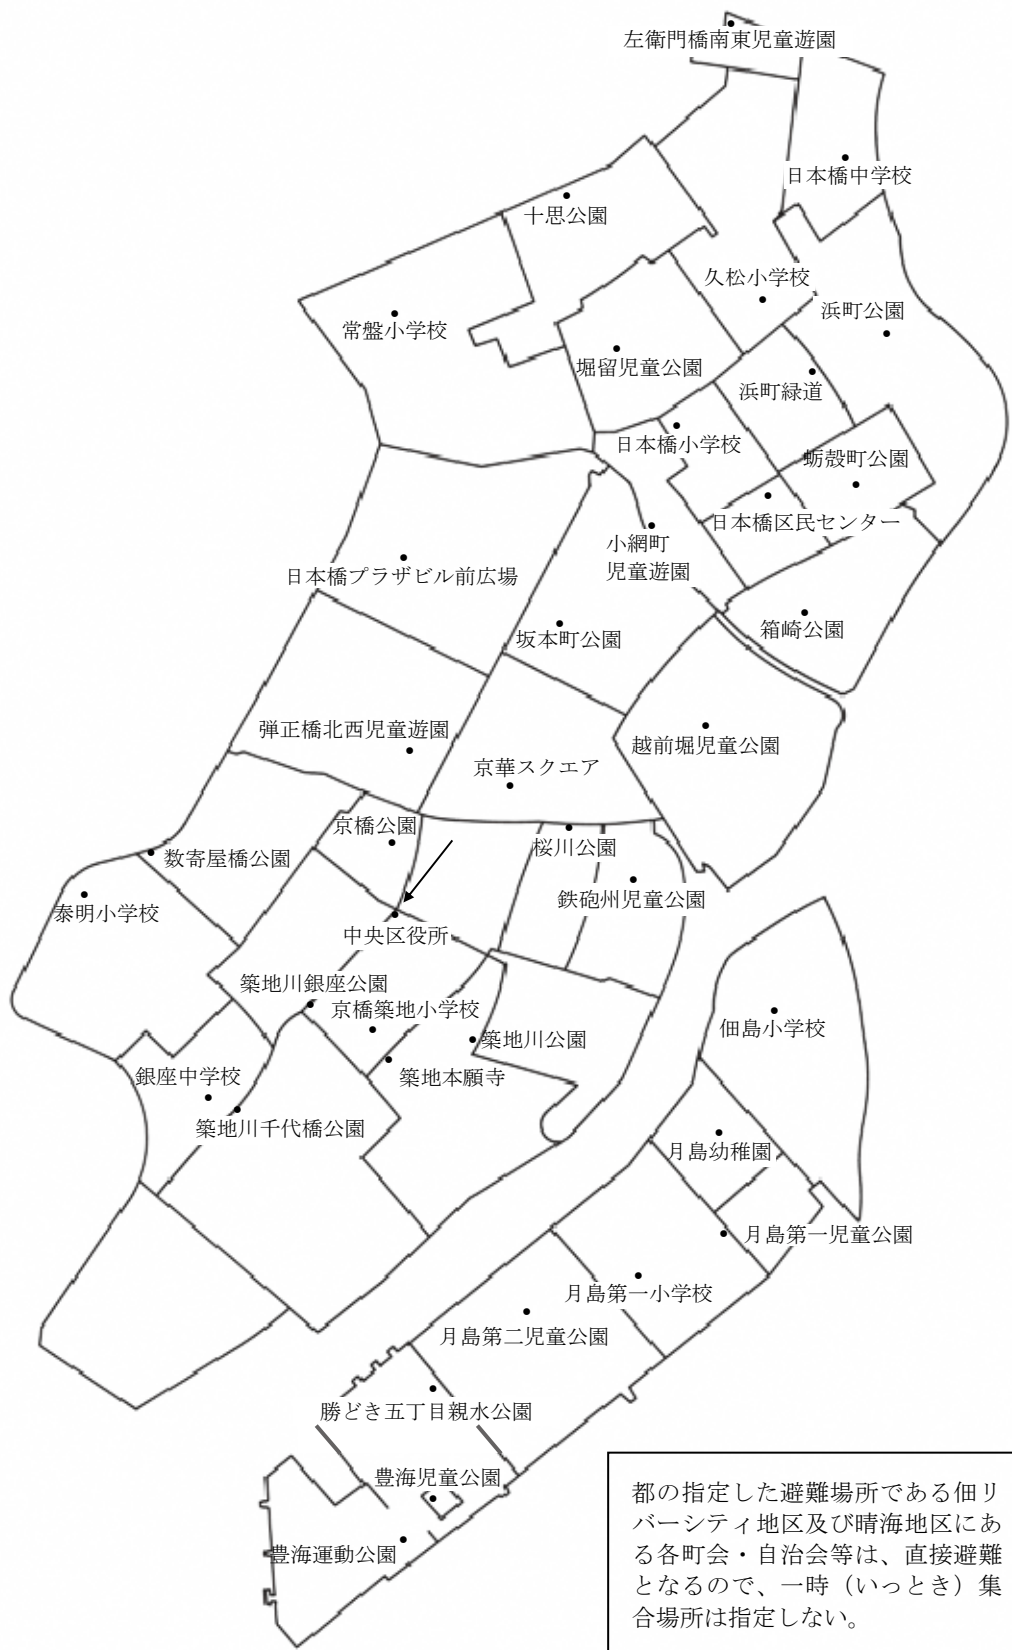 左衛門橋南東児童遊園
日本橋中学校
十思公園
久松小学校
浜町公園
常盤小学校
堀留児童公園
浜町緑道
日本橋小学校
蛎殻町公園
日本橋区民センター
小網町
児童遊園
日本橋プラザビル前広場
箱崎公園
坂本町公園
弾正橋北西児童遊園
越前堀児童公園
京華スクエア
京橋公園
桜川公園
数寄屋橋公園
鉄砲州児童公園
泰明小学校
中央区役所
築地川銀座公園
京橋築地小学校
佃島小学校
築地川公園
銀座中学校
築地本願寺
築地川千代橋公園
月島幼稚園
月島第一児童公園
月島第一小学校
月島第二児童公園
勝どき五丁目親水公園
豊海児童公園
豊海運動公園
都の指定した避難場所である佃リ
バーシティ地区及び晴海地区にあ
る各町会・自治会等は、直接避難
となるので、一時（いっとき）集
合場所は指定しない。